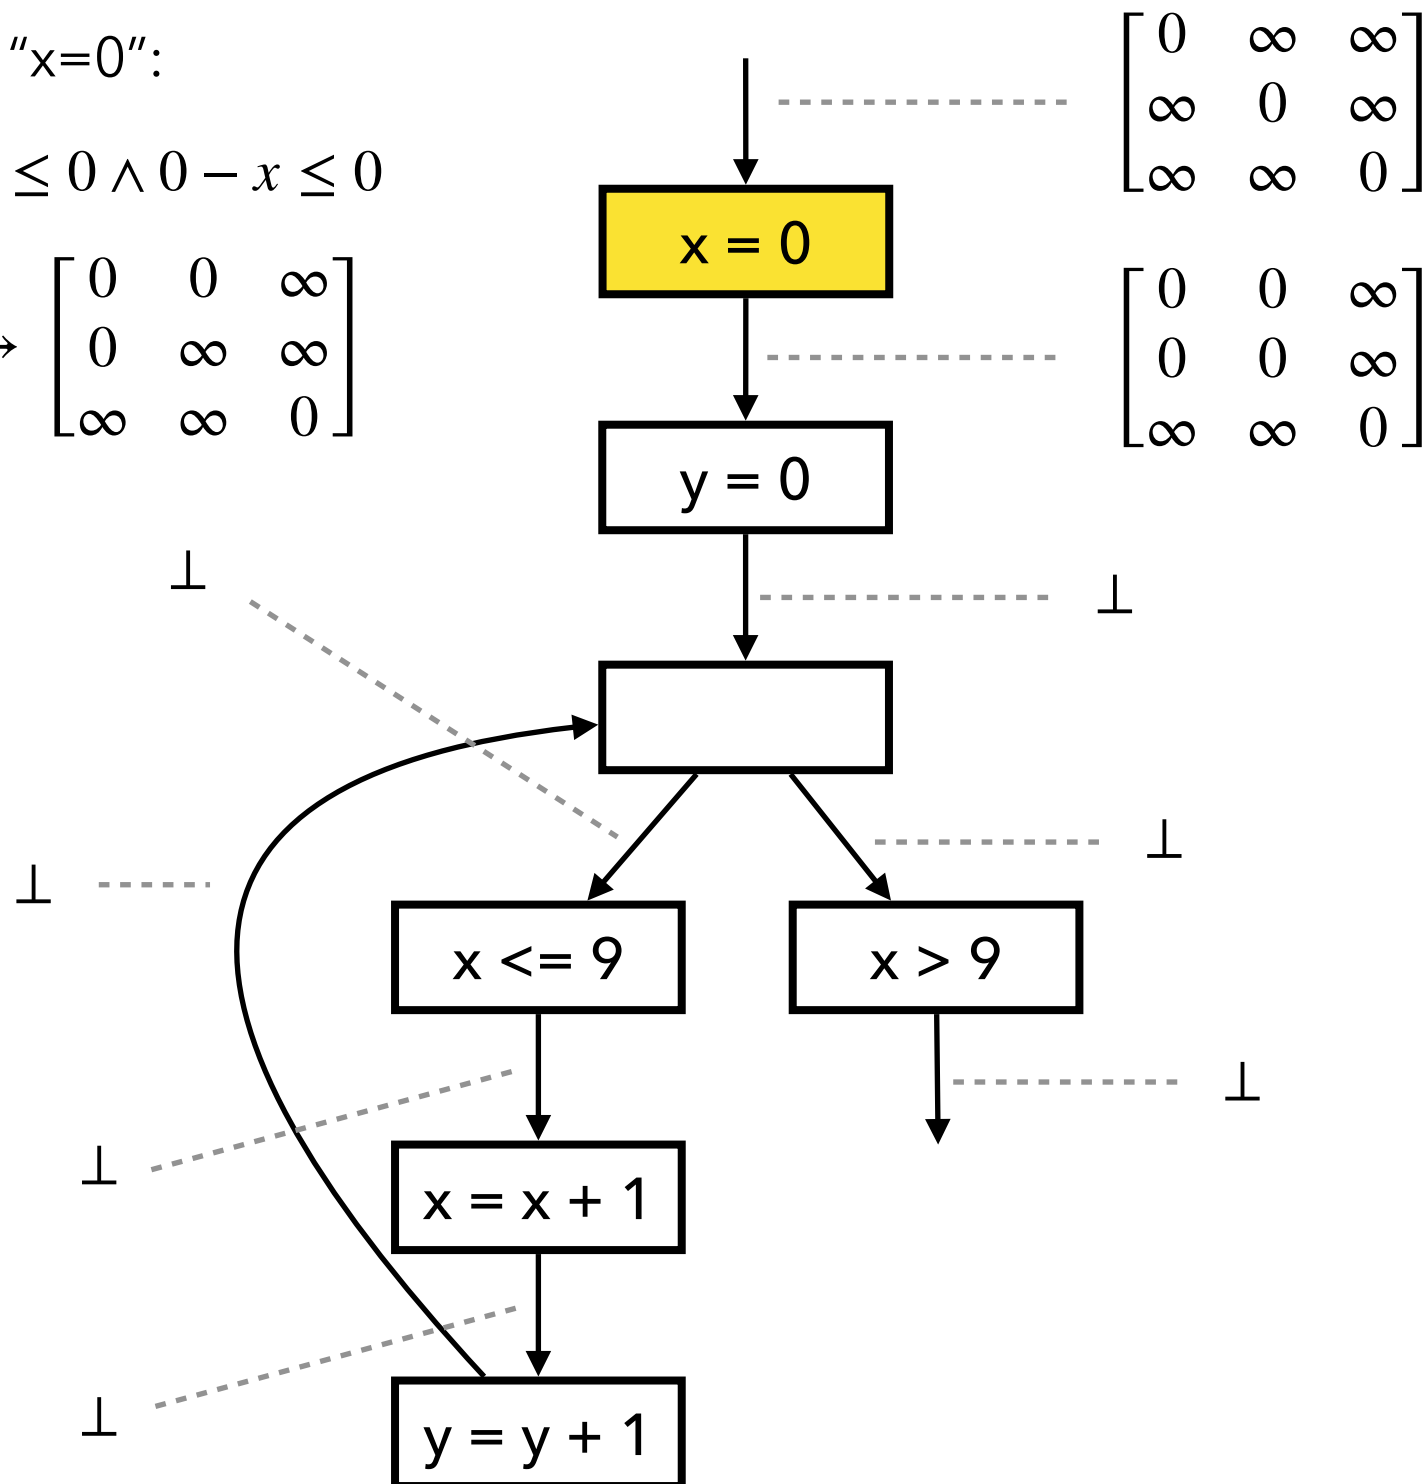 “x=0”:
≤ 0 ∧ 0 − x ≤ 0
→
0 0 ∞
0 ∞ ∞
∞ ∞ 0
0 ∞ ∞
∞ 0 ∞
∞ ∞ 0
x = 0
0 0 ∞
0 0 ∞
∞ ∞ 0
y = 0
⊥
⊥
⊥
⊥
x <= 9
x > 9
⊥
⊥
x = x + 1
⊥
y = y + 1